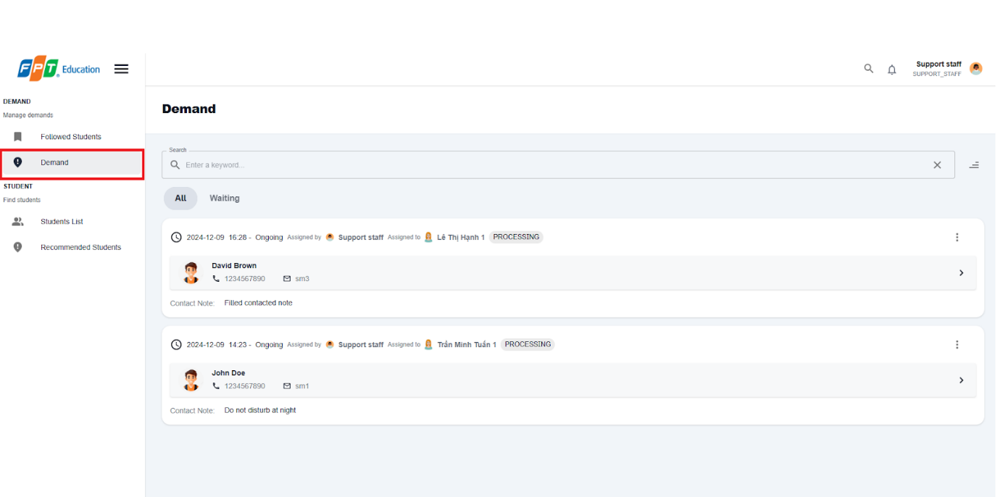 FPT Education
Support staff
SUPPORT_STAFF
DEMAND
Manage demands
Followed Students
Demand
STUDENT
Find students
Students List
Recommended Students
Demand
Search
Enter a keyword...
All Waiting
2024-12-09 16:28 - Ongoing Assigned by Support staff Assigned to Lê Thị Hạnh 1 PROCESSING
David Brown
1234567890 sm3
Contact Note: Filled contacted note
2024-12-09 14:23 - Ongoing Assigned by Support staff Assigned to Trần Minh Tuấn 1 PROCESSING
John Doe
1234567890 sm1
Contact Note: Do not disturb at night